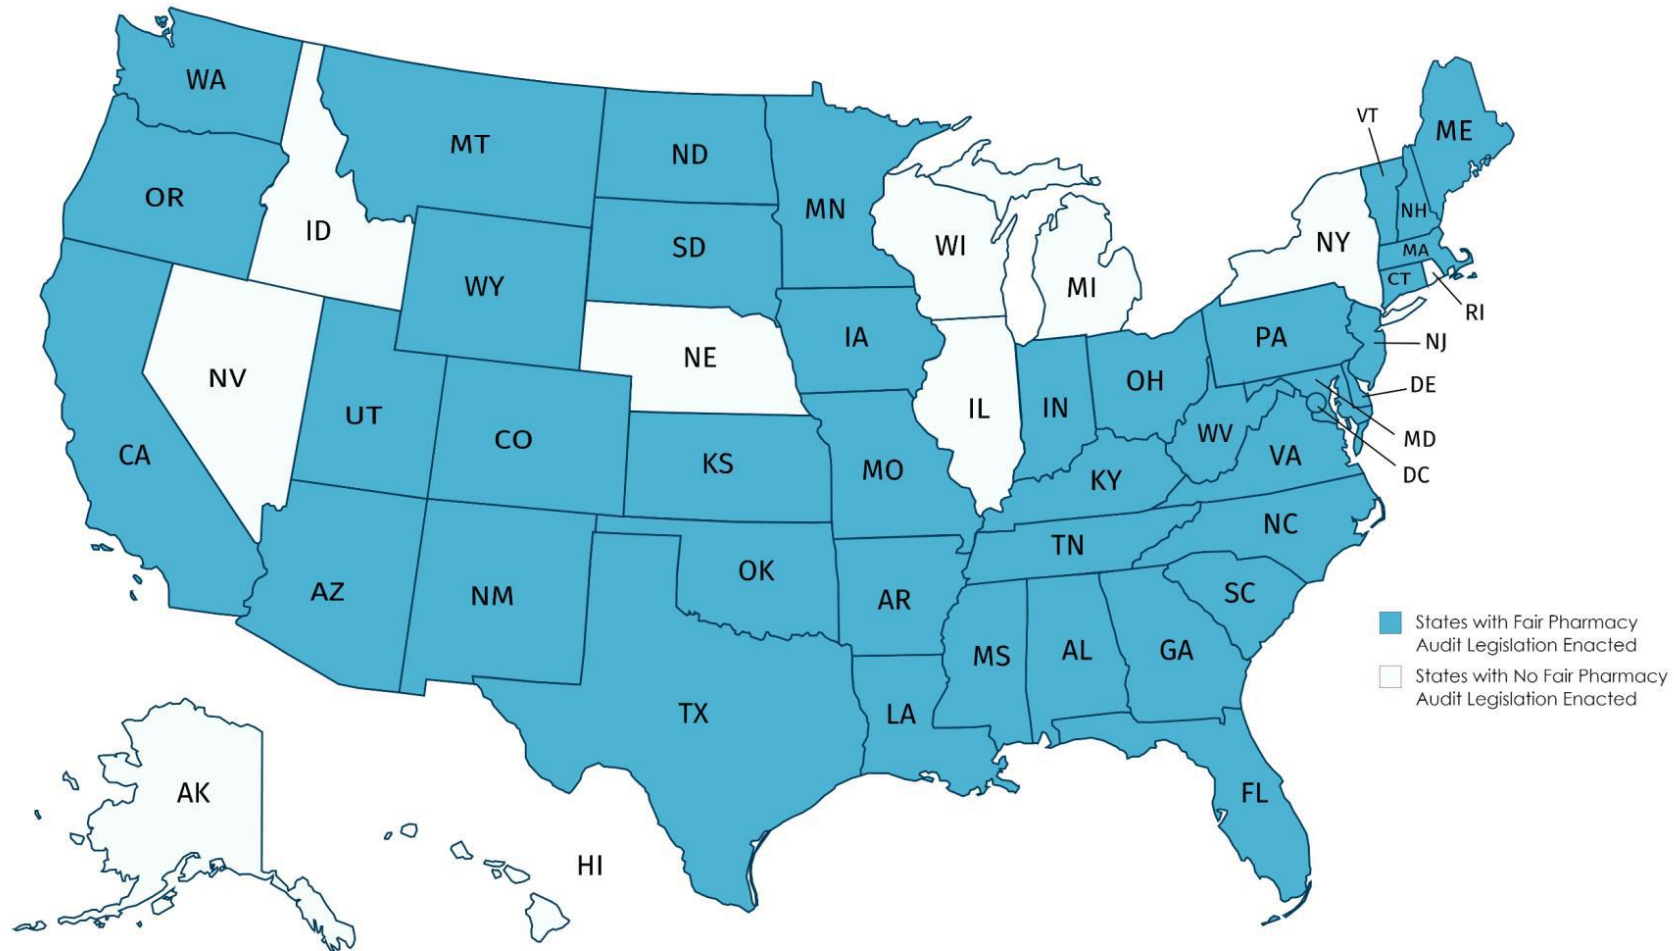 WA
MT
ND
MN
VT
ME
OR
ID
SD
WI
MI
NY
NH
MA
CT
RI
WY
NE
IA
PA
NJ
NV
UT
CO
IL
IN
OH
DE
MD
DC
CA
KS
MO
KY
WV
VA
AZ
NM
OK
AR
TN
NC
SC
TX
LA
MS
AL
GA
FL
AK
HI
States with Fair Pharmacy
Audit Legislation Enacted
States with No Fair Pharmacy
Audit Legislation Enacted